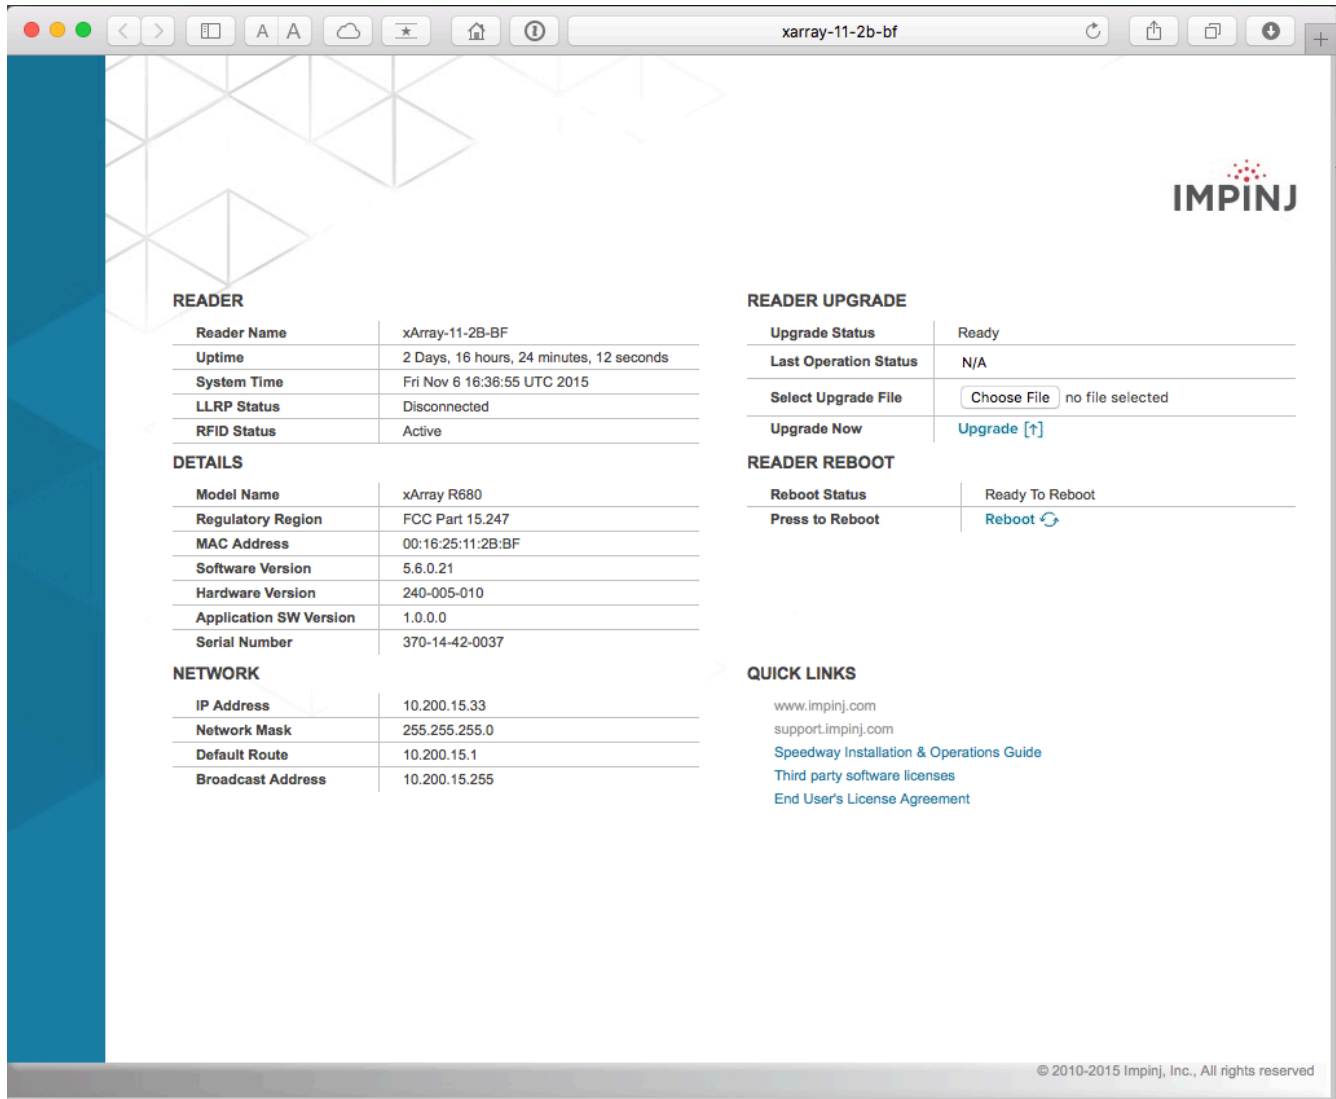 A A
xarray-11-2b-bf
IMPINJ
READER
Reader Name xArray-11-2B-BF
Uptime 2 Days, 16 hours, 24 minutes, 12 seconds
System Time Fri Nov 6 16:36:55 UTC 2015
LLRP Status Disconnected
RFID Status Active
DETAILS
Model Name xArray R680
Regulatory Region FCC Part 15.247
MAC Address 00:16:25:11:2B:BF
Software Version 5.6.0.21
Hardware Version 240-005-010
Application SW Version 1.0.0.0
Serial Number 370-14-42-0037
NETWORK
IP Address 10.200.15.33
Network Mask 255.255.255.0
Default Route 10.200.15.1
Broadcast Address 10.200.15.255
READER UPGRADE
Upgrade Status Ready
Last Operation Status N/A
Select Upgrade File Choose File no file selected
Upgrade Now Upgrade [↑]
READER REBOOT
Reboot Status Ready To Reboot
Press to Reboot Reboot
QUICK LINKS
www.impinj.com
support.impinj.com
Speedway Installation & Operations Guide
Third party software licenses
End User's License Agreement
© 2010-2015 Impinj, Inc., All rights reserved